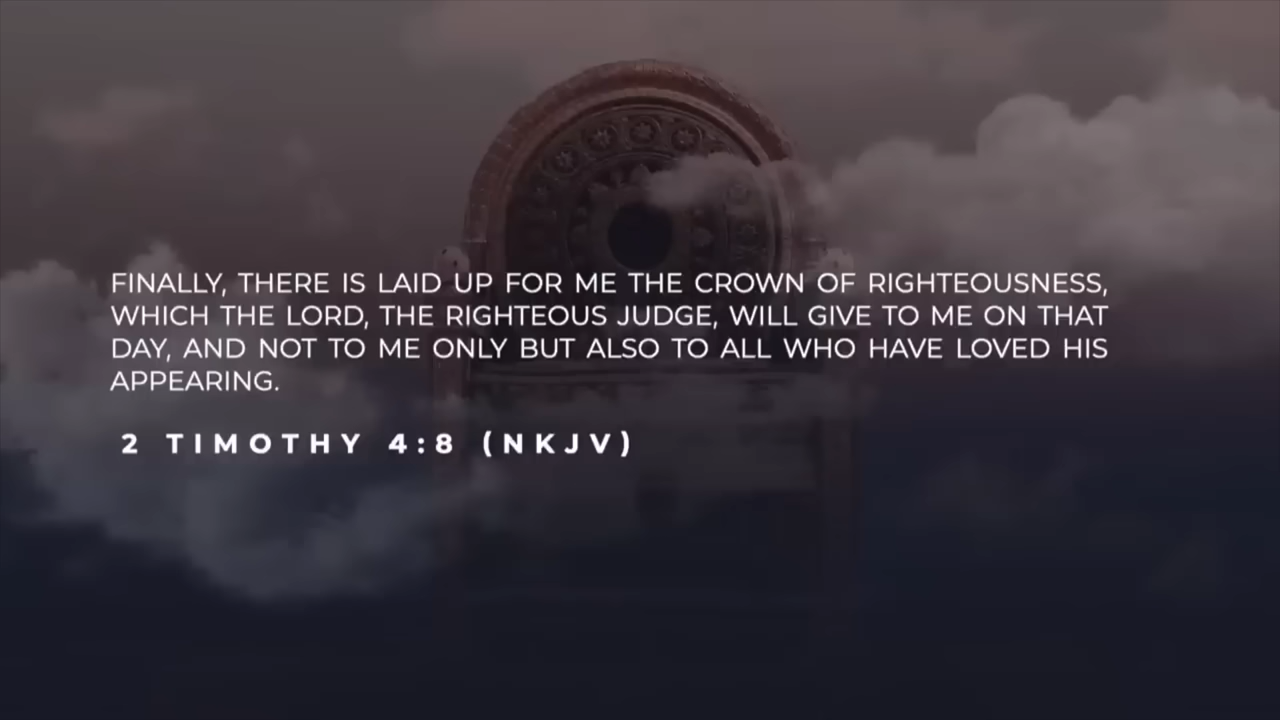 FINALLY, THERE IS LAID UP FOR ME THE CROWN OF RIGHTEOUSNESS,
WHICH THE LORD, THE RIGHTEOUS JUDGE, WILL GIVE TO ME ON THAT
DAY, AND NOT TO ME ONLY BUT ALSO TO ALL WHO HAVE LOVED HIS
APPEARING.
2 TIMOTHY 4:8 (NKJV)